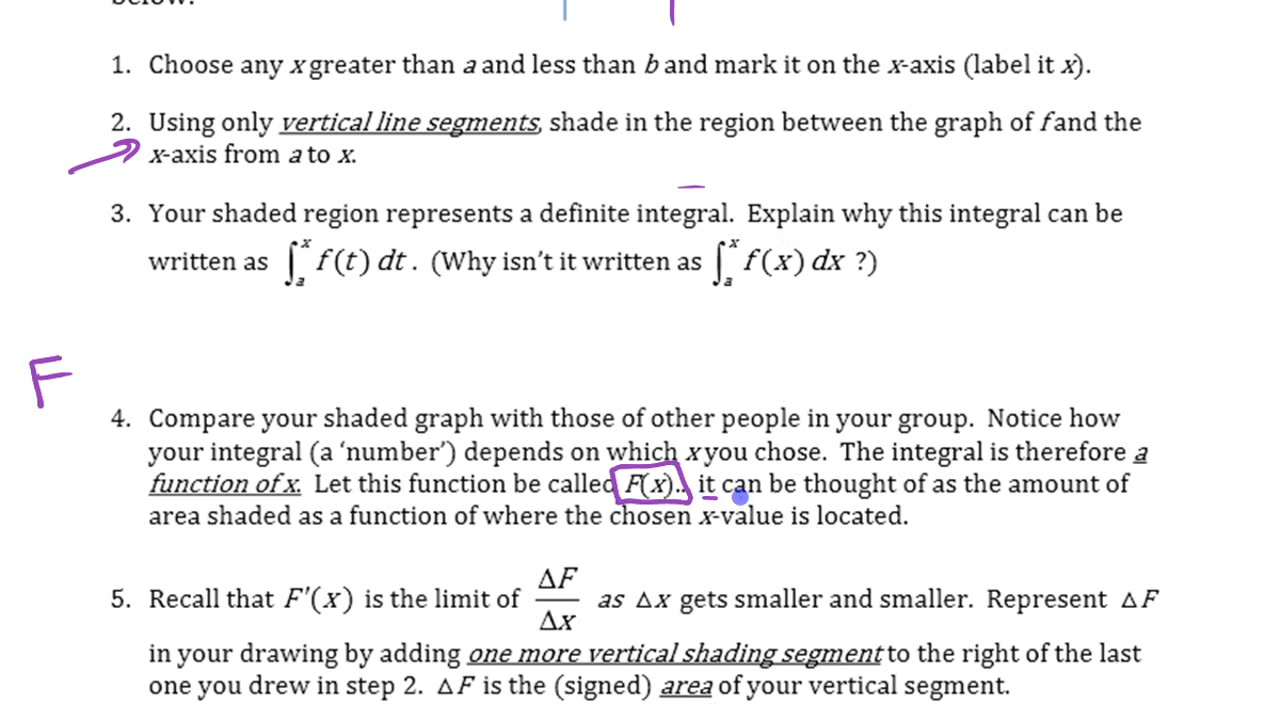 below.
1. Choose any x greater than a and less than b and mark it on the x-axis (label it x).
2. Using only vertical line segments, shade in the region between the graph of f and the
x-axis from a to x.
3. Your shaded region represents a definite integral. Explain why this integral can be
written as ∫ₐˣ f(t) dt . (Why isn't it written as ∫ₐˣ f(x) dx ?)
F
4. Compare your shaded graph with those of other people in your group. Notice how
your integral (a 'number') depends on which x you chose. The integral is therefore a
function of x. Let this function be called F(x).. it can be thought of as the amount of
area shaded as a function of where the chosen x-value is located.
5. Recall that F'(x) is the limit of ΔF/Δx as Δx gets smaller and smaller. Represent ΔF
in your drawing by adding one more vertical shading segment to the right of the last
one you drew in step 2. ΔF is the (signed) area of your vertical segment.